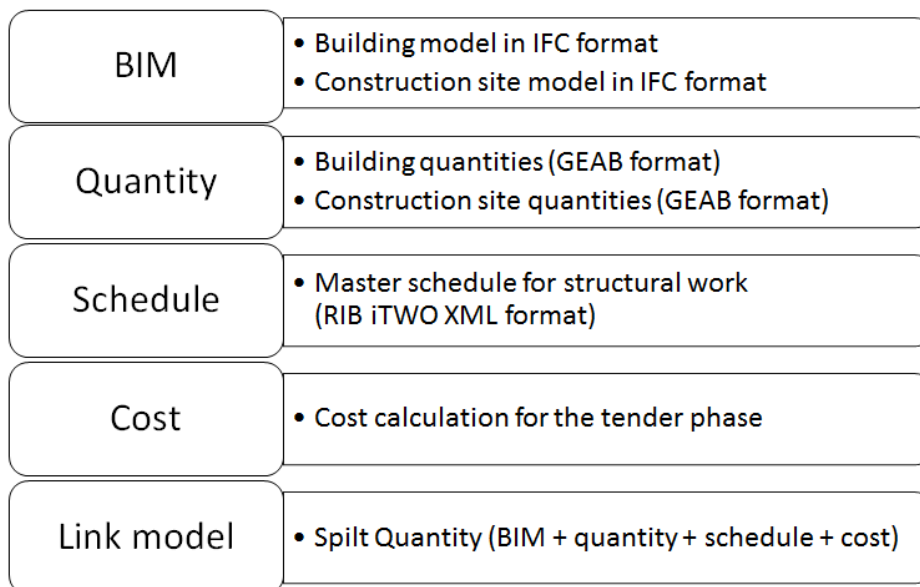 BIM
• Building model in IFC format
• Construction site model in IFC format
Quantity
• Building quantities (GEAB format)
• Construction site quantities (GEAB format)
Schedule
• Master schedule for structural work
(RIB iTWO XML format)
Cost
• Cost calculation for the tender phase
Link model
• Spilt Quantity (BIM + quantity + schedule + cost)